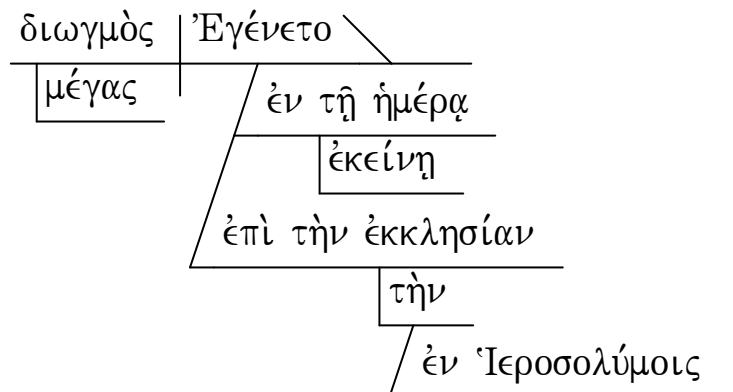 διωγμὸς Ἐγένετο
μέγας
ἐν τῇ ἡμέρᾳ
ἐκείνῃ
ἐπὶ τὴν ἐκκλησίαν
τὴν
ἐν Ἱεροσολύμοις